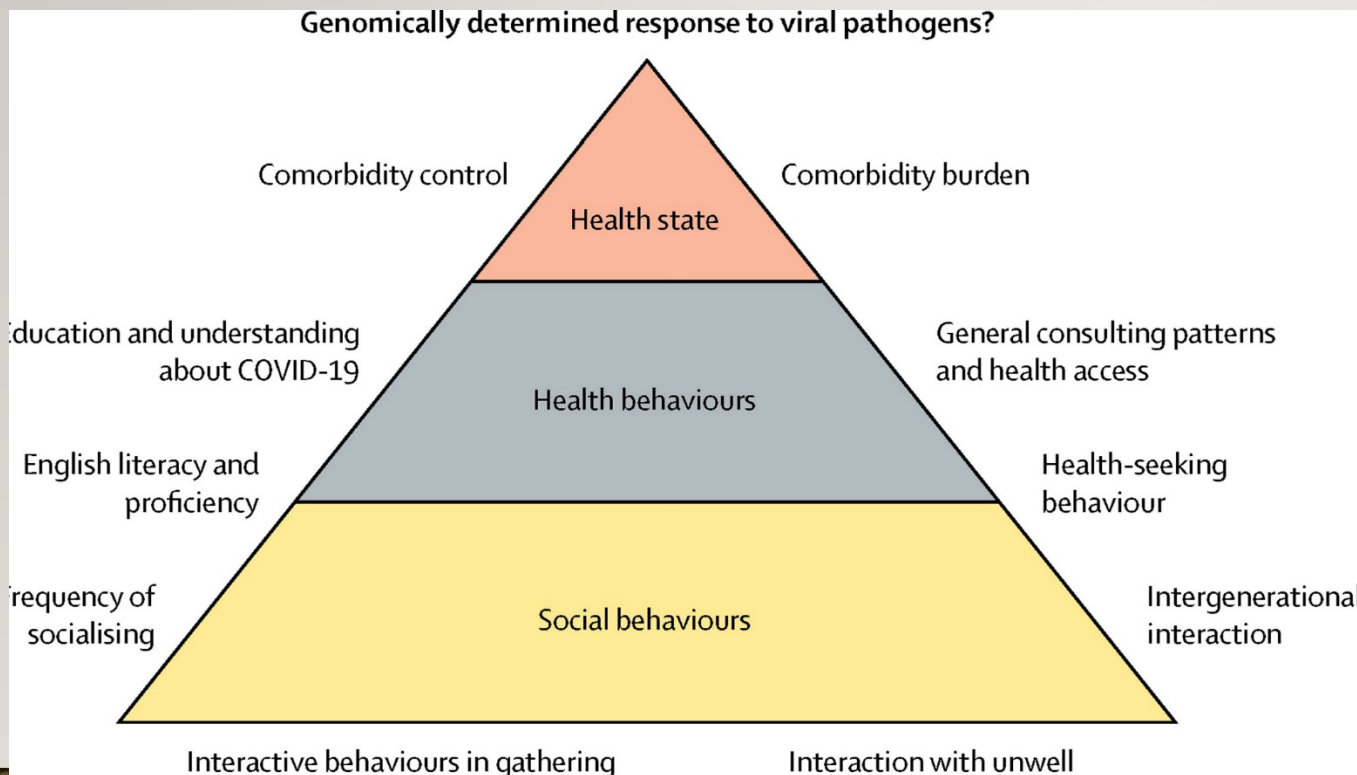 Genomically determined response to viral pathogens?
Comorbidity control
Comorbidity burden
Health state
Education and understanding
about COVID-19
General consulting patterns
and health access
Health behaviours
English literacy and
proficiency
Health-seeking
behaviour
Frequency of
socialising
Social behaviours
Intergenerational
interaction
Interactive behaviours in gathering
Interaction with unwell